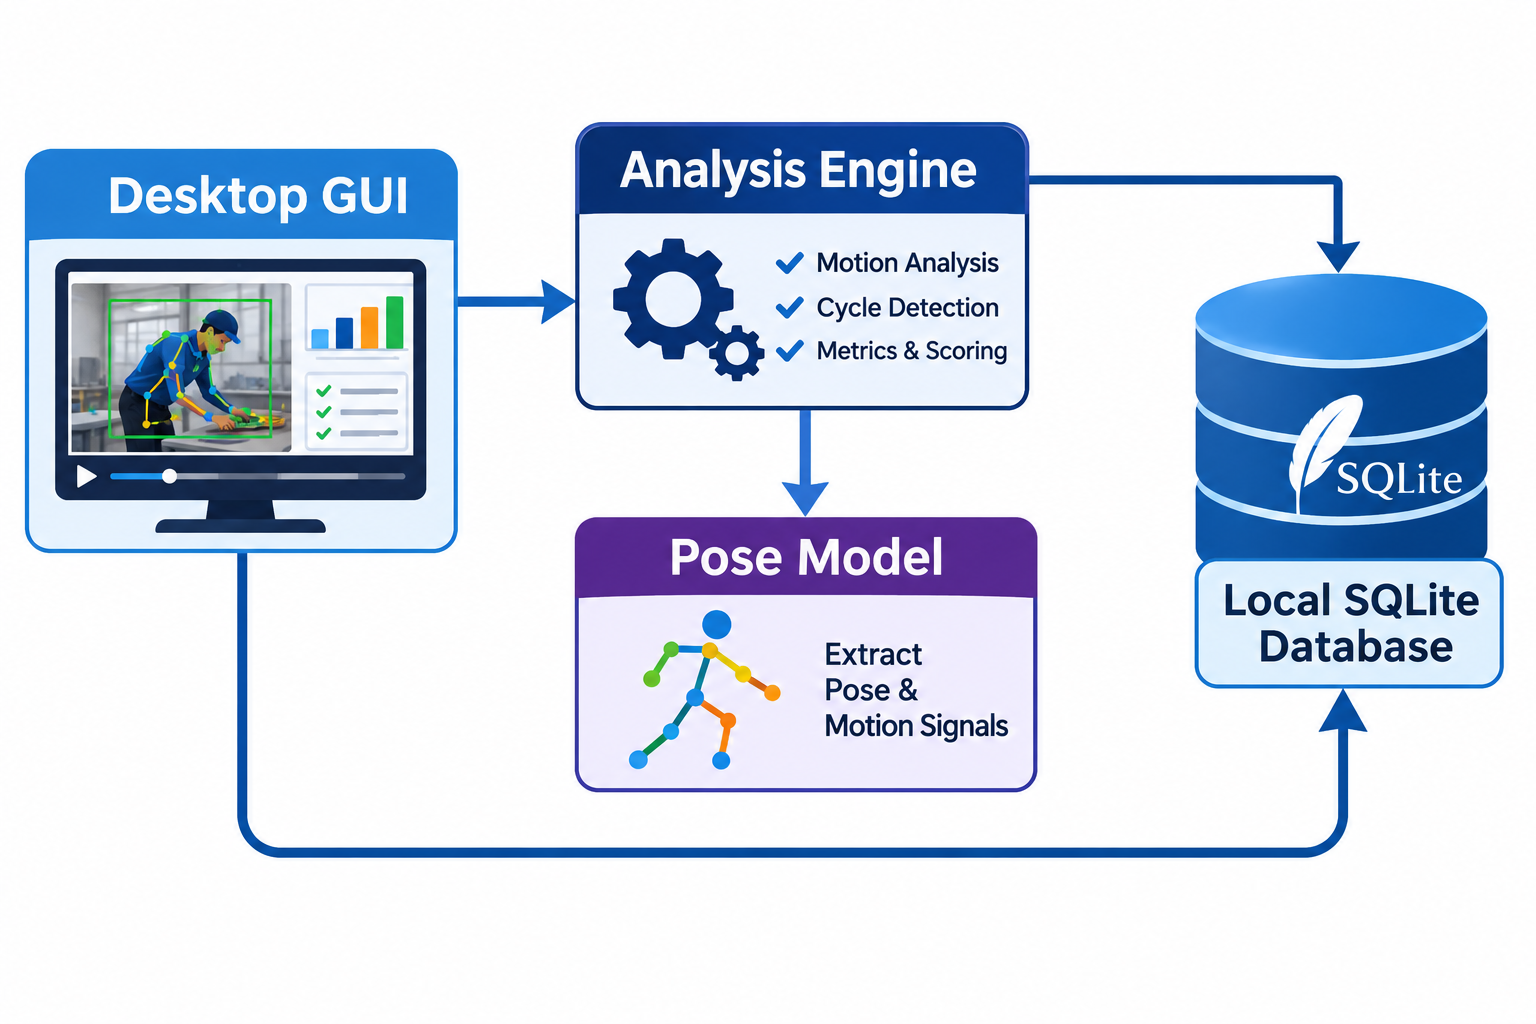 Desktop GUI
Analysis Engine
Motion Analysis
Cycle Detection
Metrics & Scoring
Pose Model
Extract
Pose &
Motion Signals
SQLite
Local SQLite
Database